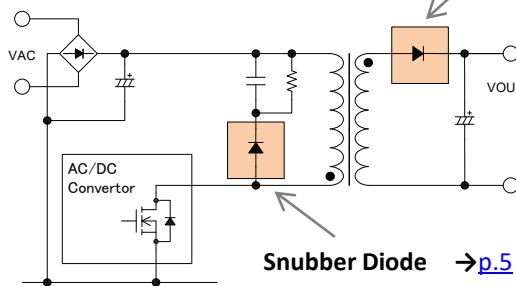 VAC
VOU
AC/DC
Convertor
Snubber Diode →p.5